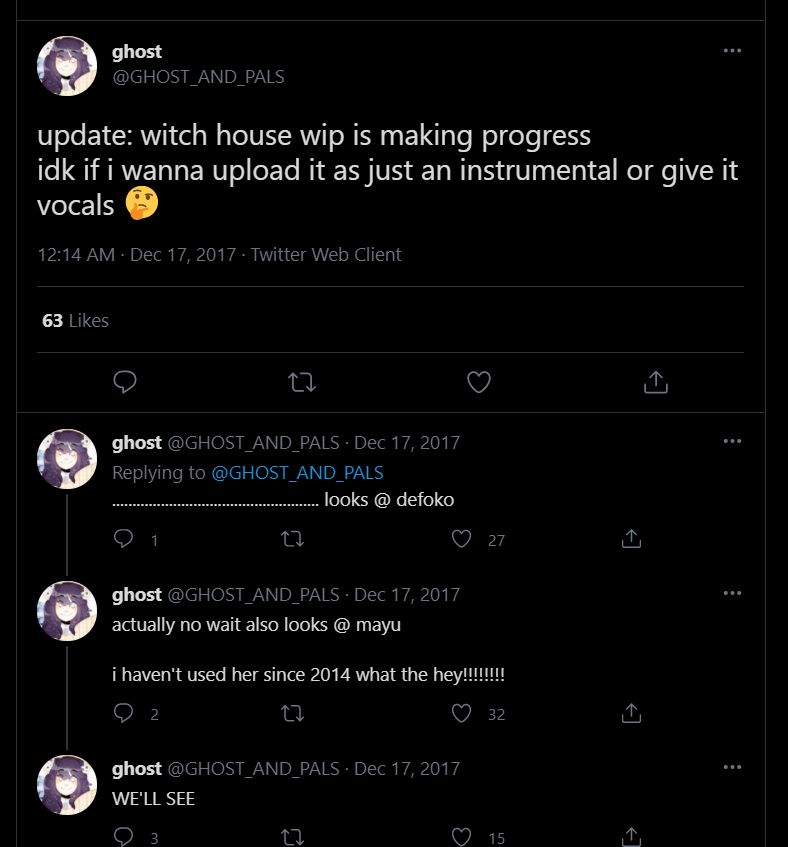 ghost
@GHOST_AND_PALS
update: witch house wip is making progress
idk if i wanna upload it as just an instrumental or give it
vocals 🤔
12:14 AM · Dec 17, 2017 · Twitter Web Client
63 Likes
ghost @GHOST_AND_PALS · Dec 17, 2017
Replying to @GHOST_AND_PALS
................................................... looks @ defoko
1 27
ghost @GHOST_AND_PALS · Dec 17, 2017
actually no wait also looks @ mayu
i haven't used her since 2014 what the hey!!!!!!!!
2 32
ghost @GHOST_AND_PALS · Dec 17, 2017
WE'LL SEE
3 15